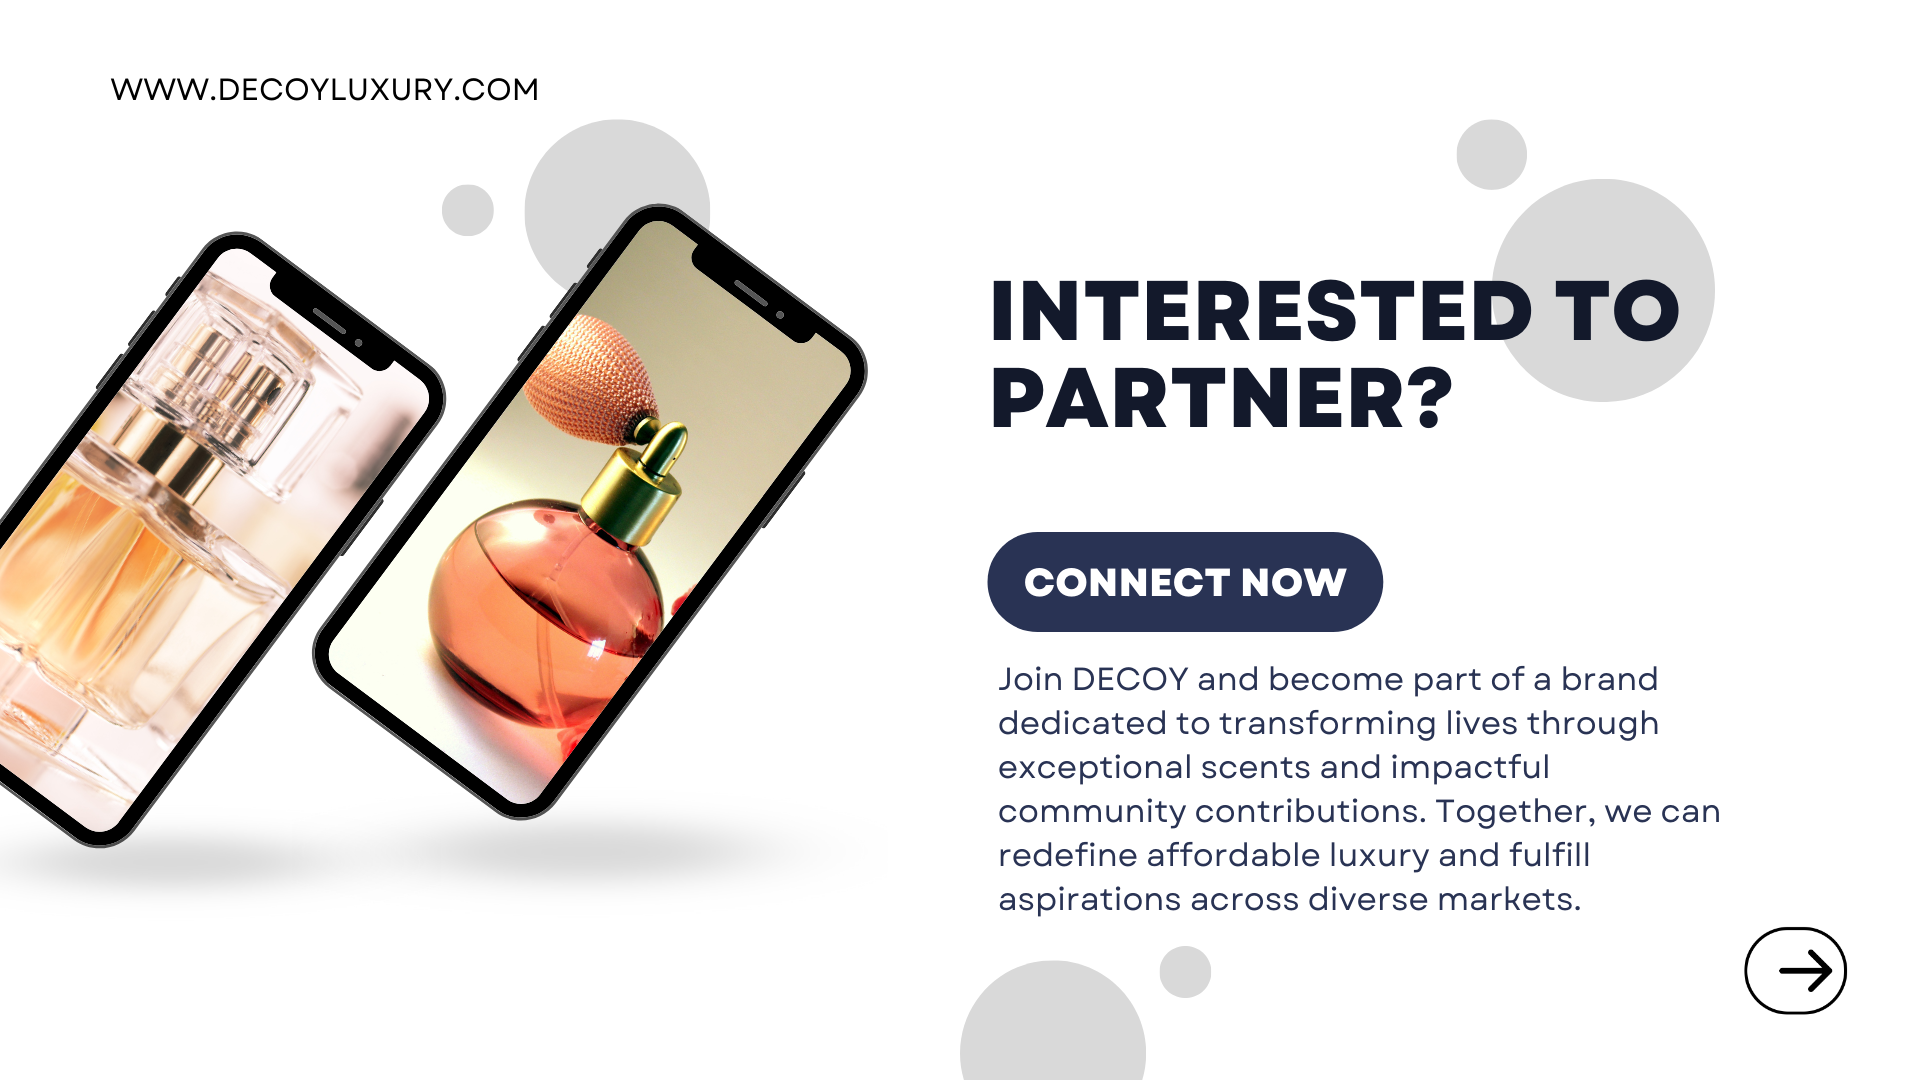 WWW.DECOYLUXURY.COM
INTERESTED TO
PARTNER?
CONNECT NOW
Join DECOY and become part of a brand
dedicated to transforming lives through
exceptional scents and impactful
community contributions. Together, we can
redefine affordable luxury and fulfill
aspirations across diverse markets.